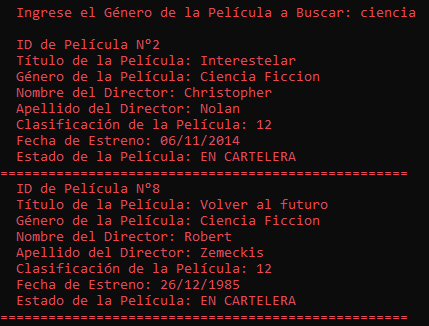 Ingrese el Género de la Película a Buscar: ciencia
ID de Película Nº2
Título de la Película: Interestelar
Género de la Película: Ciencia Ficcion
Nombre del Director: Christopher
Apellido del Director: Nolan
Clasificación de la Película: 12
Fecha de Estreno: 06/11/2014
Estado de la Película: EN CARTELERA
===================================================
ID de Película Nº8
Título de la Película: Volver al futuro
Género de la Película: Ciencia Ficcion
Nombre del Director: Robert
Apellido del Director: Zemeckis
Clasificación de la Película: 12
Fecha de Estreno: 26/12/1985
Estado de la Película: EN CARTELERA
===================================================